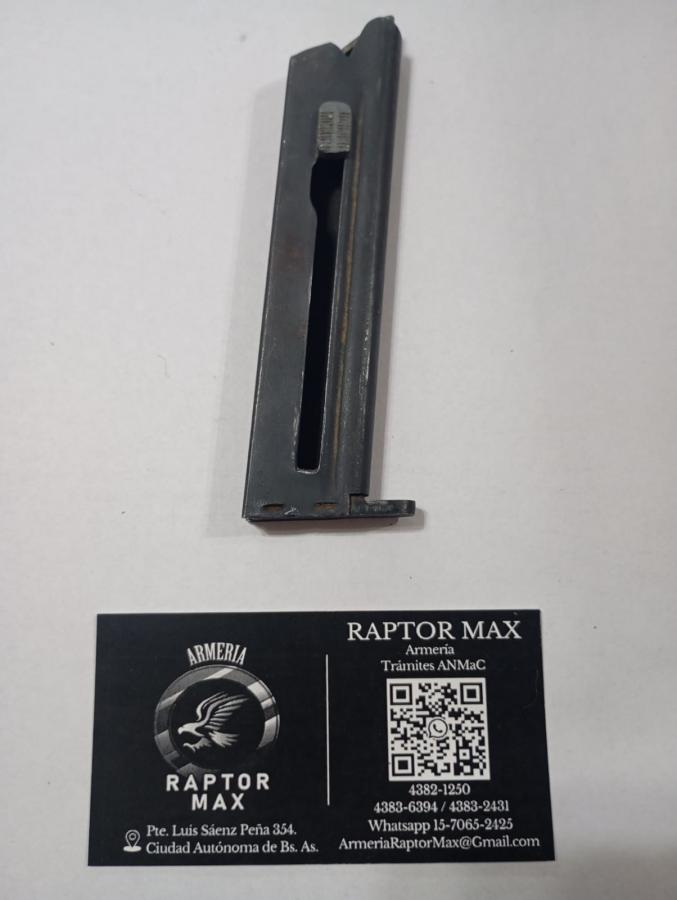 ARMERIA
RAPTOR
MAX
Pte. Luis Sáenz Peña 354.
Ciudad Autónoma de Bs. As.
RAPTOR MAX
Armería
Trámites ANMaC
4382-1250
4383-6394 / 4383-2431
Whatsapp 15-7065-2425
ArmeriaRaptorMax@Gmail.com